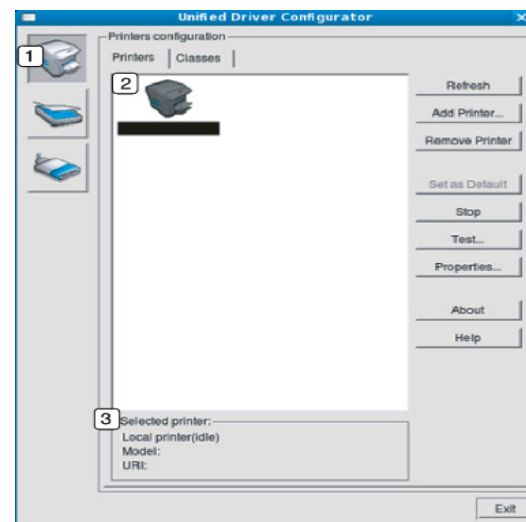 Unified Driver Configurator
1
Printers configuration
Printers
Classes
2
Refresh
Add Printer...
Remove Printer
Set as Default
Stop
Test...
Properties...
About
Help
3
Selected printer:
Local printer(idle)
Model:
URI:
Exit